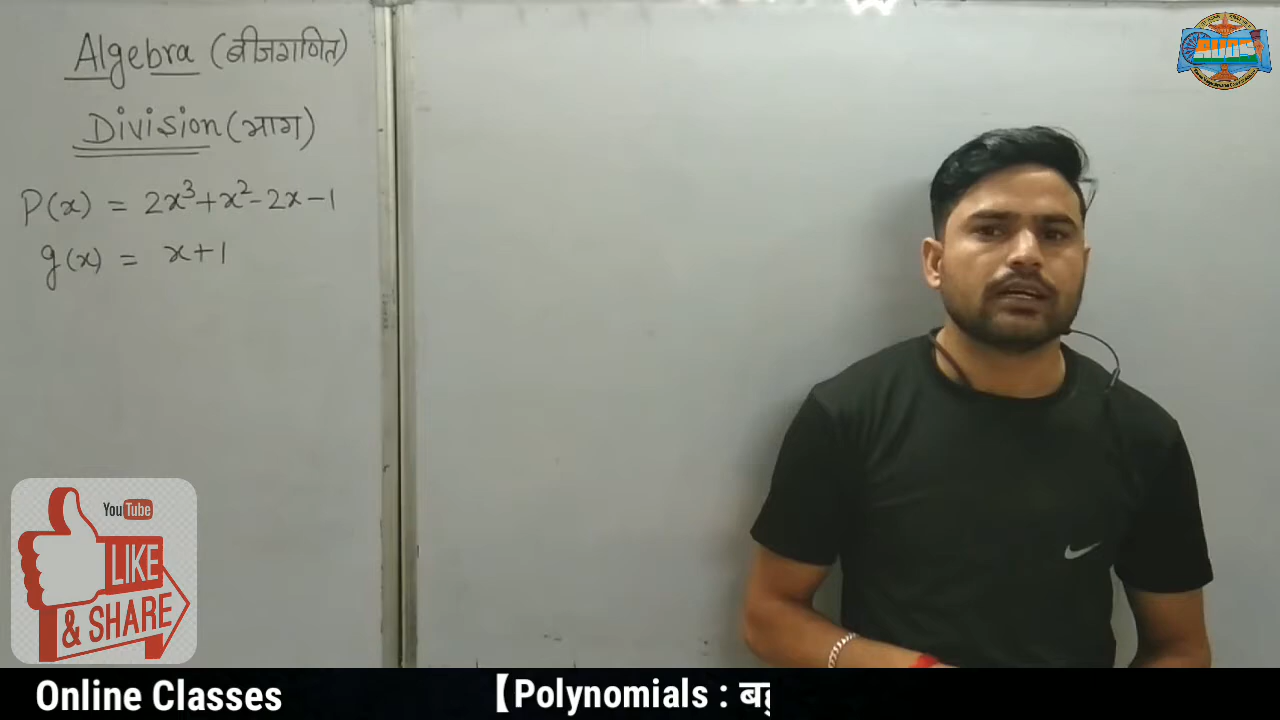 Algebra (बीजगणित)
Division (भाग)
P(x) = 2x³+x²-2x-1
g(x) = x+1
YouTube
LIKE
& SHARE
Online Classes
【Polynomials :